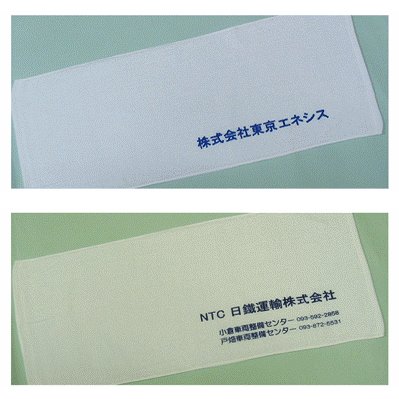 株式会社東京エネシス
NTC 日鐵運輸株式会社
小倉車両整備センター 093-592-2858
戸畑車両整備センター 093-872-5531